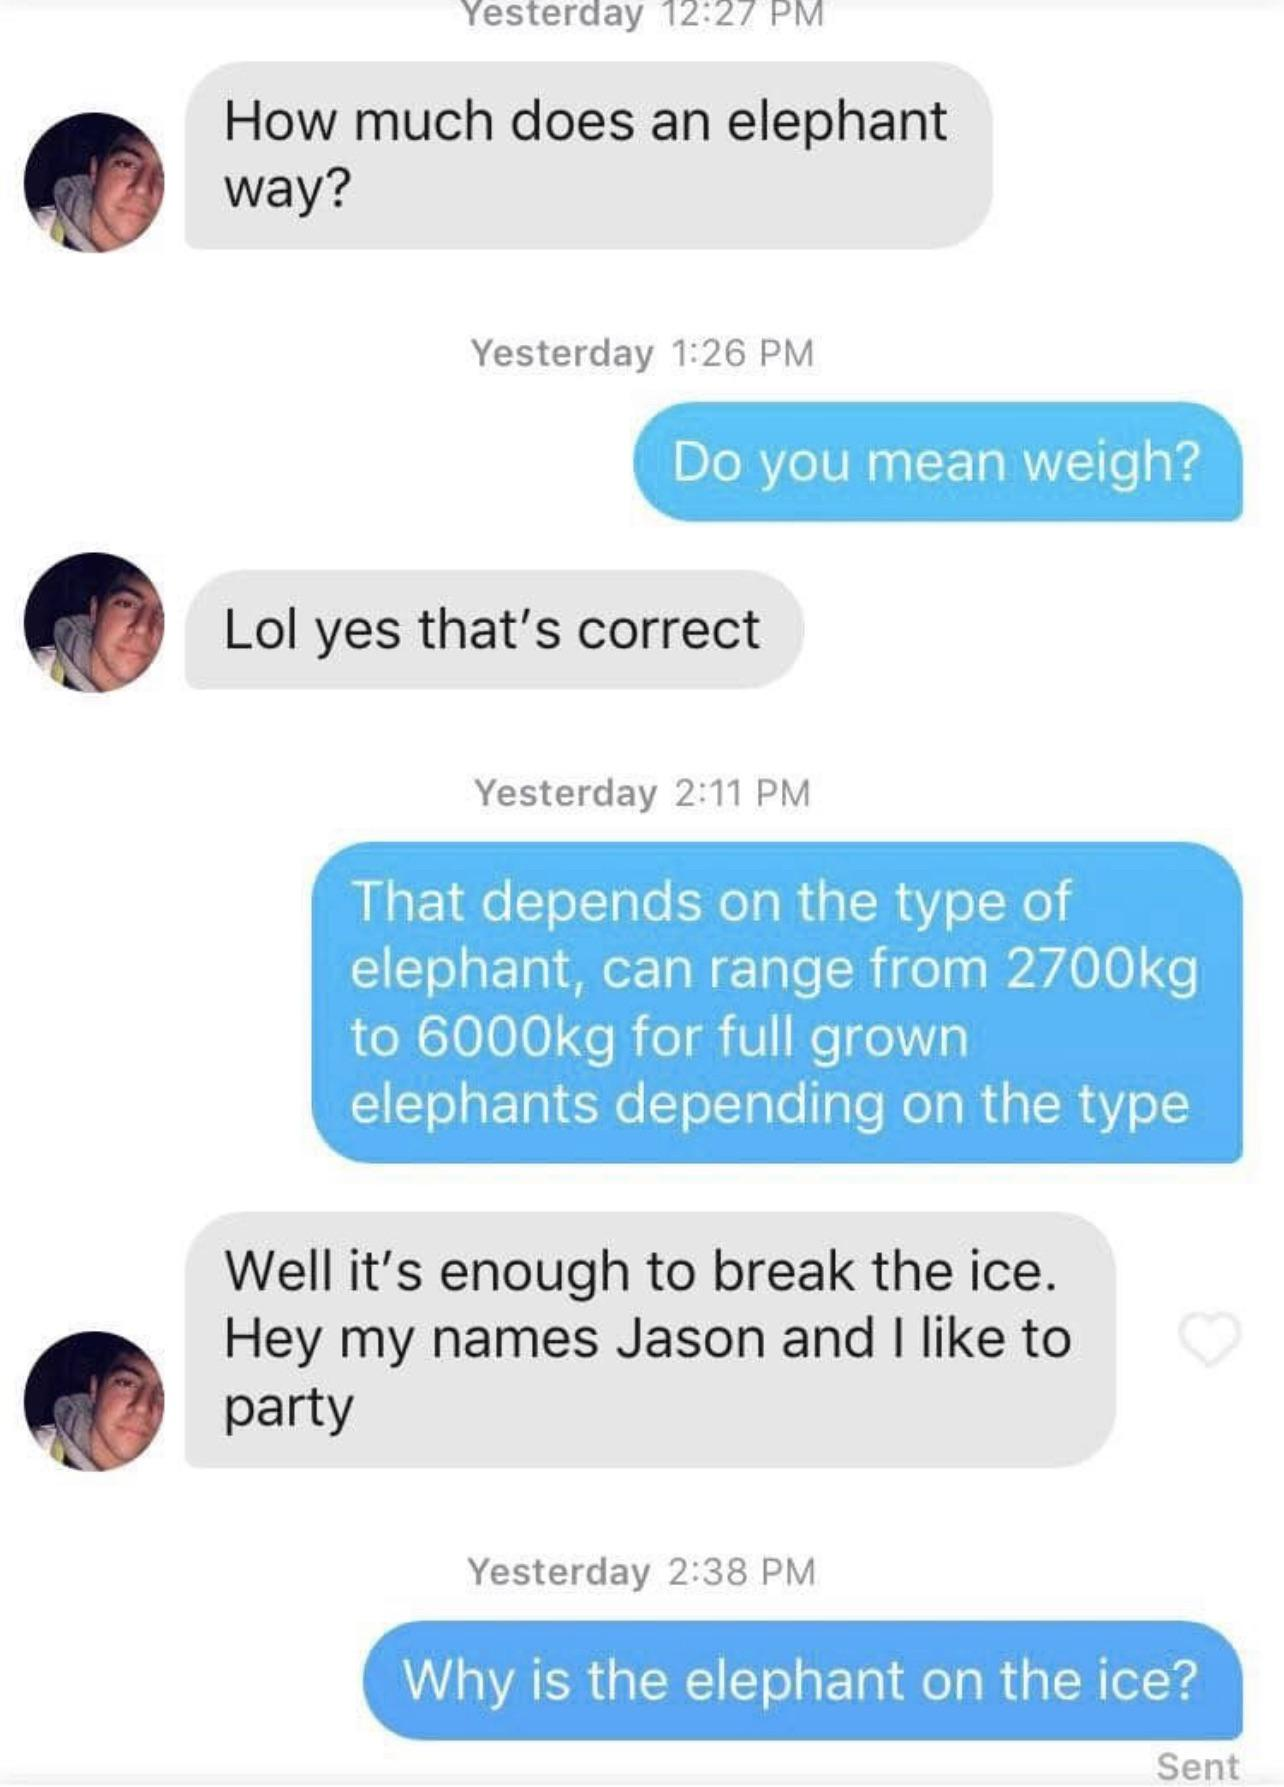 Yesterday 12:27 PM
How much does an elephant
way?
Yesterday 1:26 PM
Do you mean weigh?
Lol yes that's correct
Yesterday 2:11 PM
That depends on the type of
elephant, can range from 2700kg
to 6000kg for full grown
elephants depending on the type
Well it's enough to break the ice.
Hey my names Jason and I like to
party
Yesterday 2:38 PM
Why is the elephant on the ice?
Sent